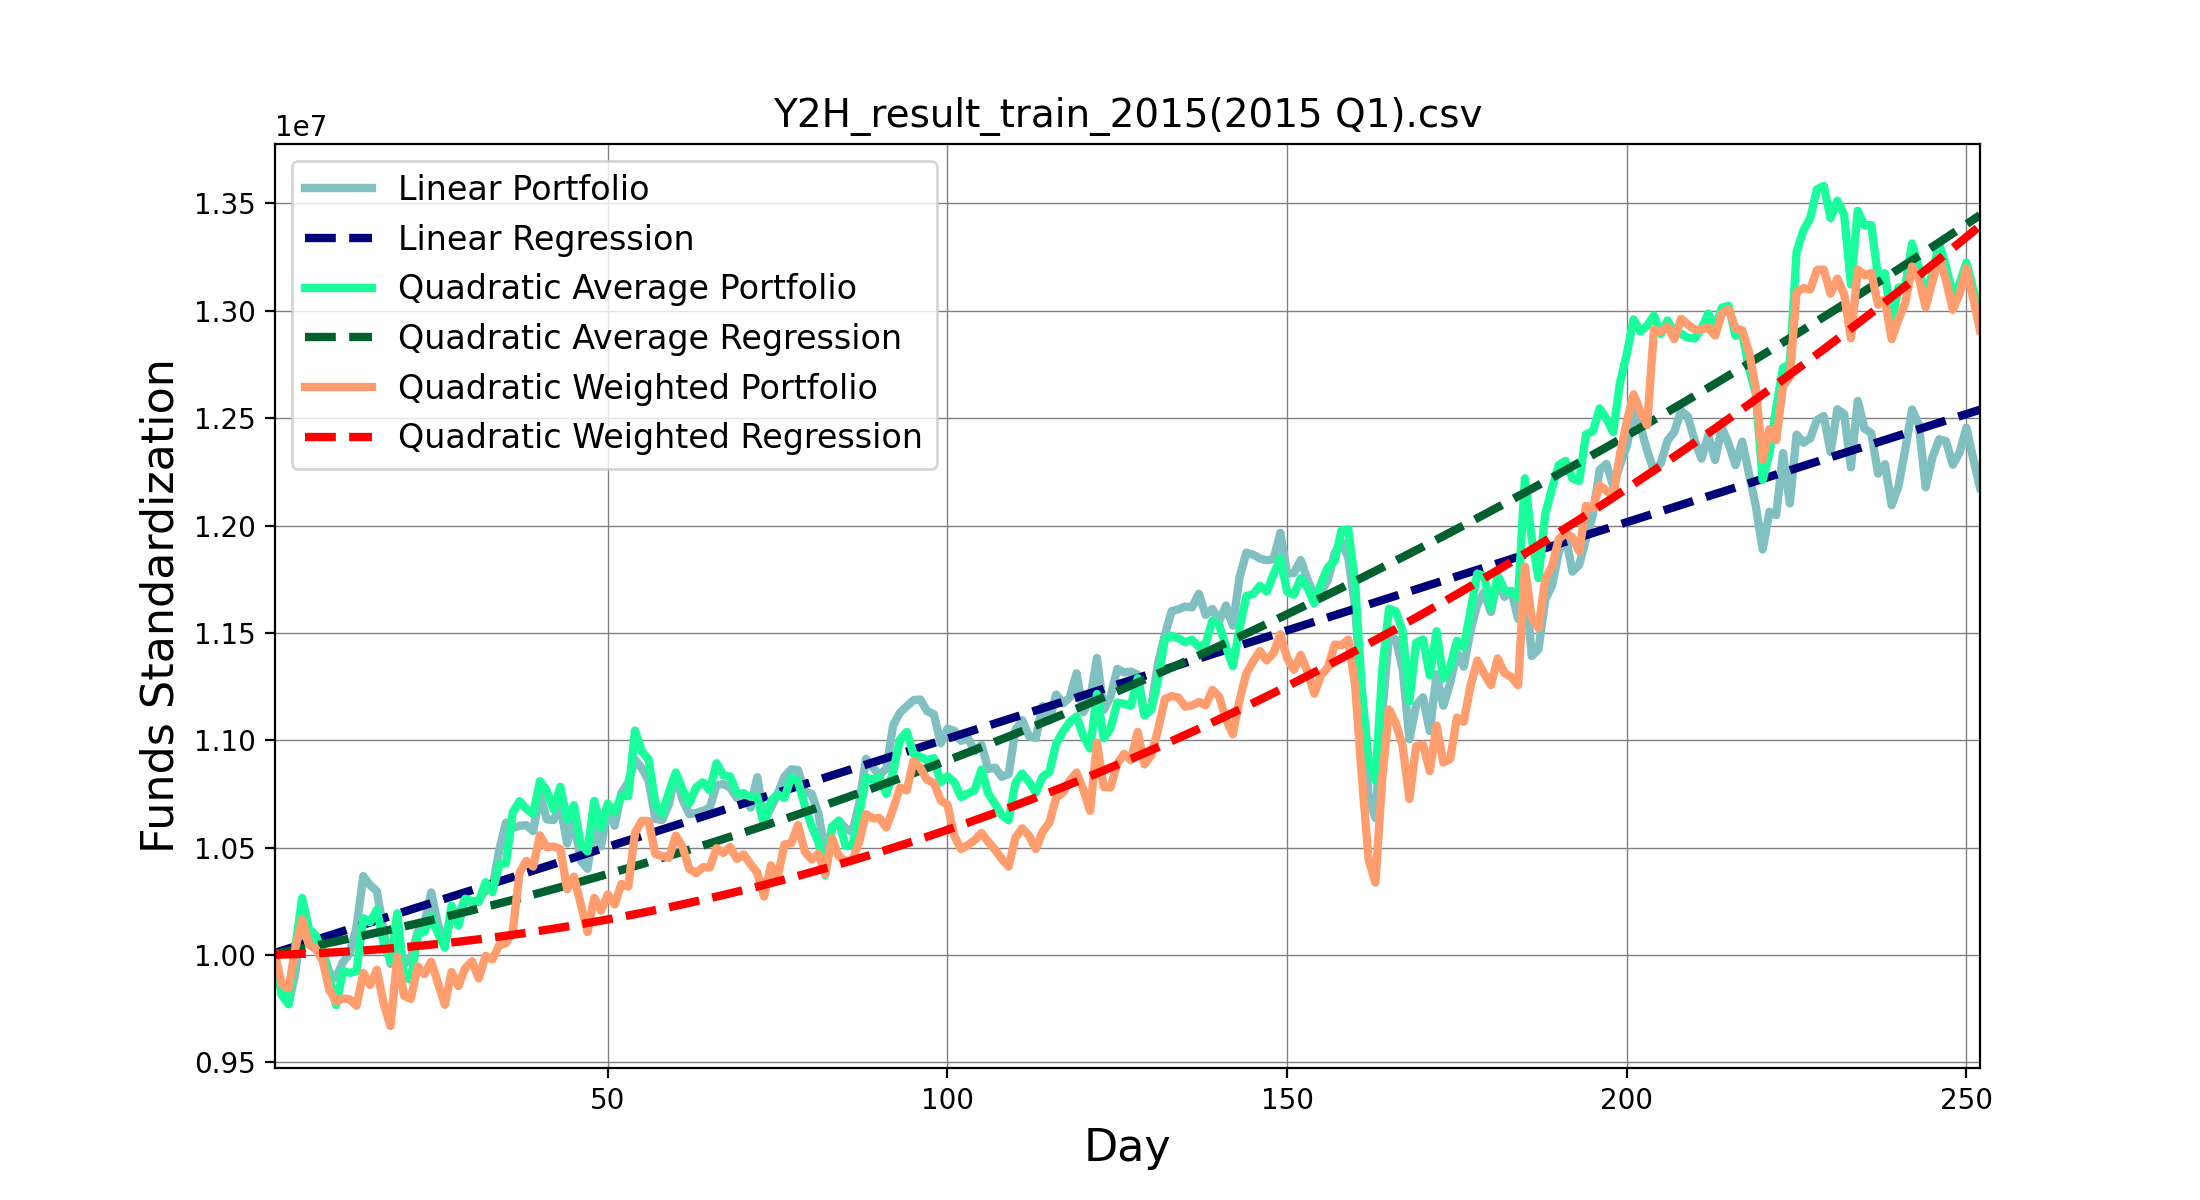 Y2H_result_train_2015(2015 Q1).csv
1e7
Linear Portfolio
Linear Regression
Quadratic Average Portfolio
Quadratic Average Regression
Quadratic Weighted Portfolio
Quadratic Weighted Regression
1.35
1.30
1.25
1.20
1.15
1.10
1.05
1.00
0.95
Funds Standardization
50
100
150
200
250
Day